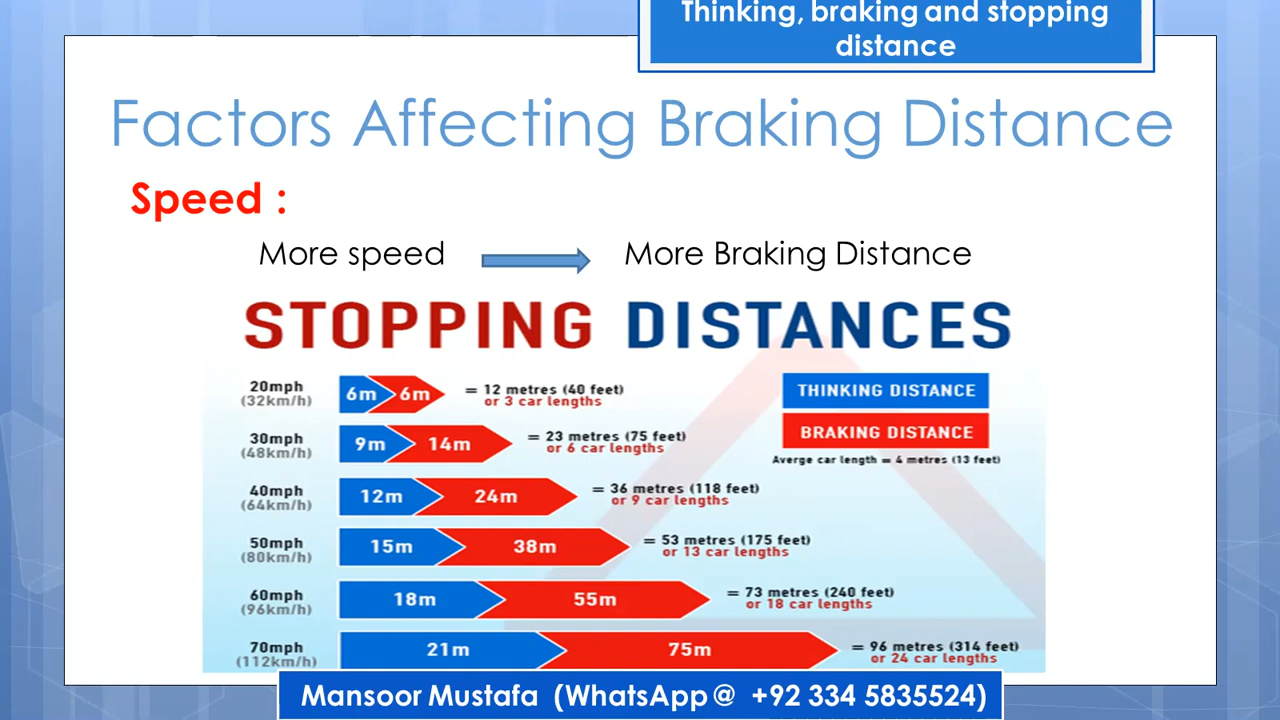 Thinking, braking and stopping
distance
Factors Affecting Braking Distance
Speed :
More speed
More Braking Distance
STOPPING DISTANCES
20mph
(32km/h)
6m
6m
= 12 metres (40 feet)
or 3 car lengths
THINKING DISTANCE
BRAKING DISTANCE
Averge car length = 4 metres (13 feet)
30mph
(48km/h)
9m
14m
= 23 metres (75 feet)
or 6 car lengths
40mph
(64km/h)
12m
24m
= 36 metres (118 feet)
or 9 car lengths
50mph
(80km/h)
15m
38m
= 53 metres (175 feet)
or 13 car lengths
60mph
(96km/h)
18m
55m
= 73 metres (240 feet)
or 18 car lengths
70mph
(112km/h)
21m
75m
= 96 metres (314 feet)
or 24 car lengths
Mansoor Mustafa (WhatsApp@ +92 334 5835524)